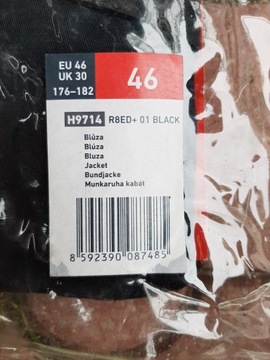 EU 46
UK 30
176-182
46
H9714 R8ED+ 01 BLACK
Blůza
Blúza
Bluza
Jacket
Bundjacke
Munkaruha kabát
8 592390 087485